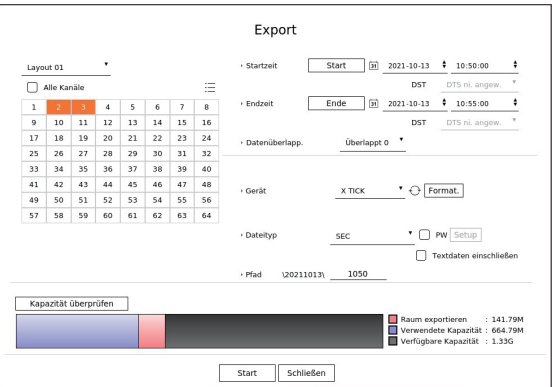 Export
Layout 01
Alle Kanäle
1 2 3 4 5 6 7 8
9 10 11 12 13 14 15 16
17 18 19 20 21 22 23 24
25 26 27 28 29 30 31 32
33 34 35 36 37 38 39 40
41 42 43 44 45 46 47 48
49 50 51 52 53 54 55 56
57 58 59 60 61 62 63 64
Startzeit Start 31 2021-10-13 10:50:00
DST DTS ni. angew.
Endzeit Ende 31 2021-10-13 10:55:00
DST DTS ni. angew.
Datenüberlapp. Überlappt 0
Gerät X TICK Format.
Dateityp SEC PW Setup
Textdaten einschließen
Pfad \20211013\ 1050
Kapazität überprüfen
Raum exportieren : 141.79M
Verwendete Kapazität : 664.79M
Verfügbare Kapazität : 1.33G
Start Schließen